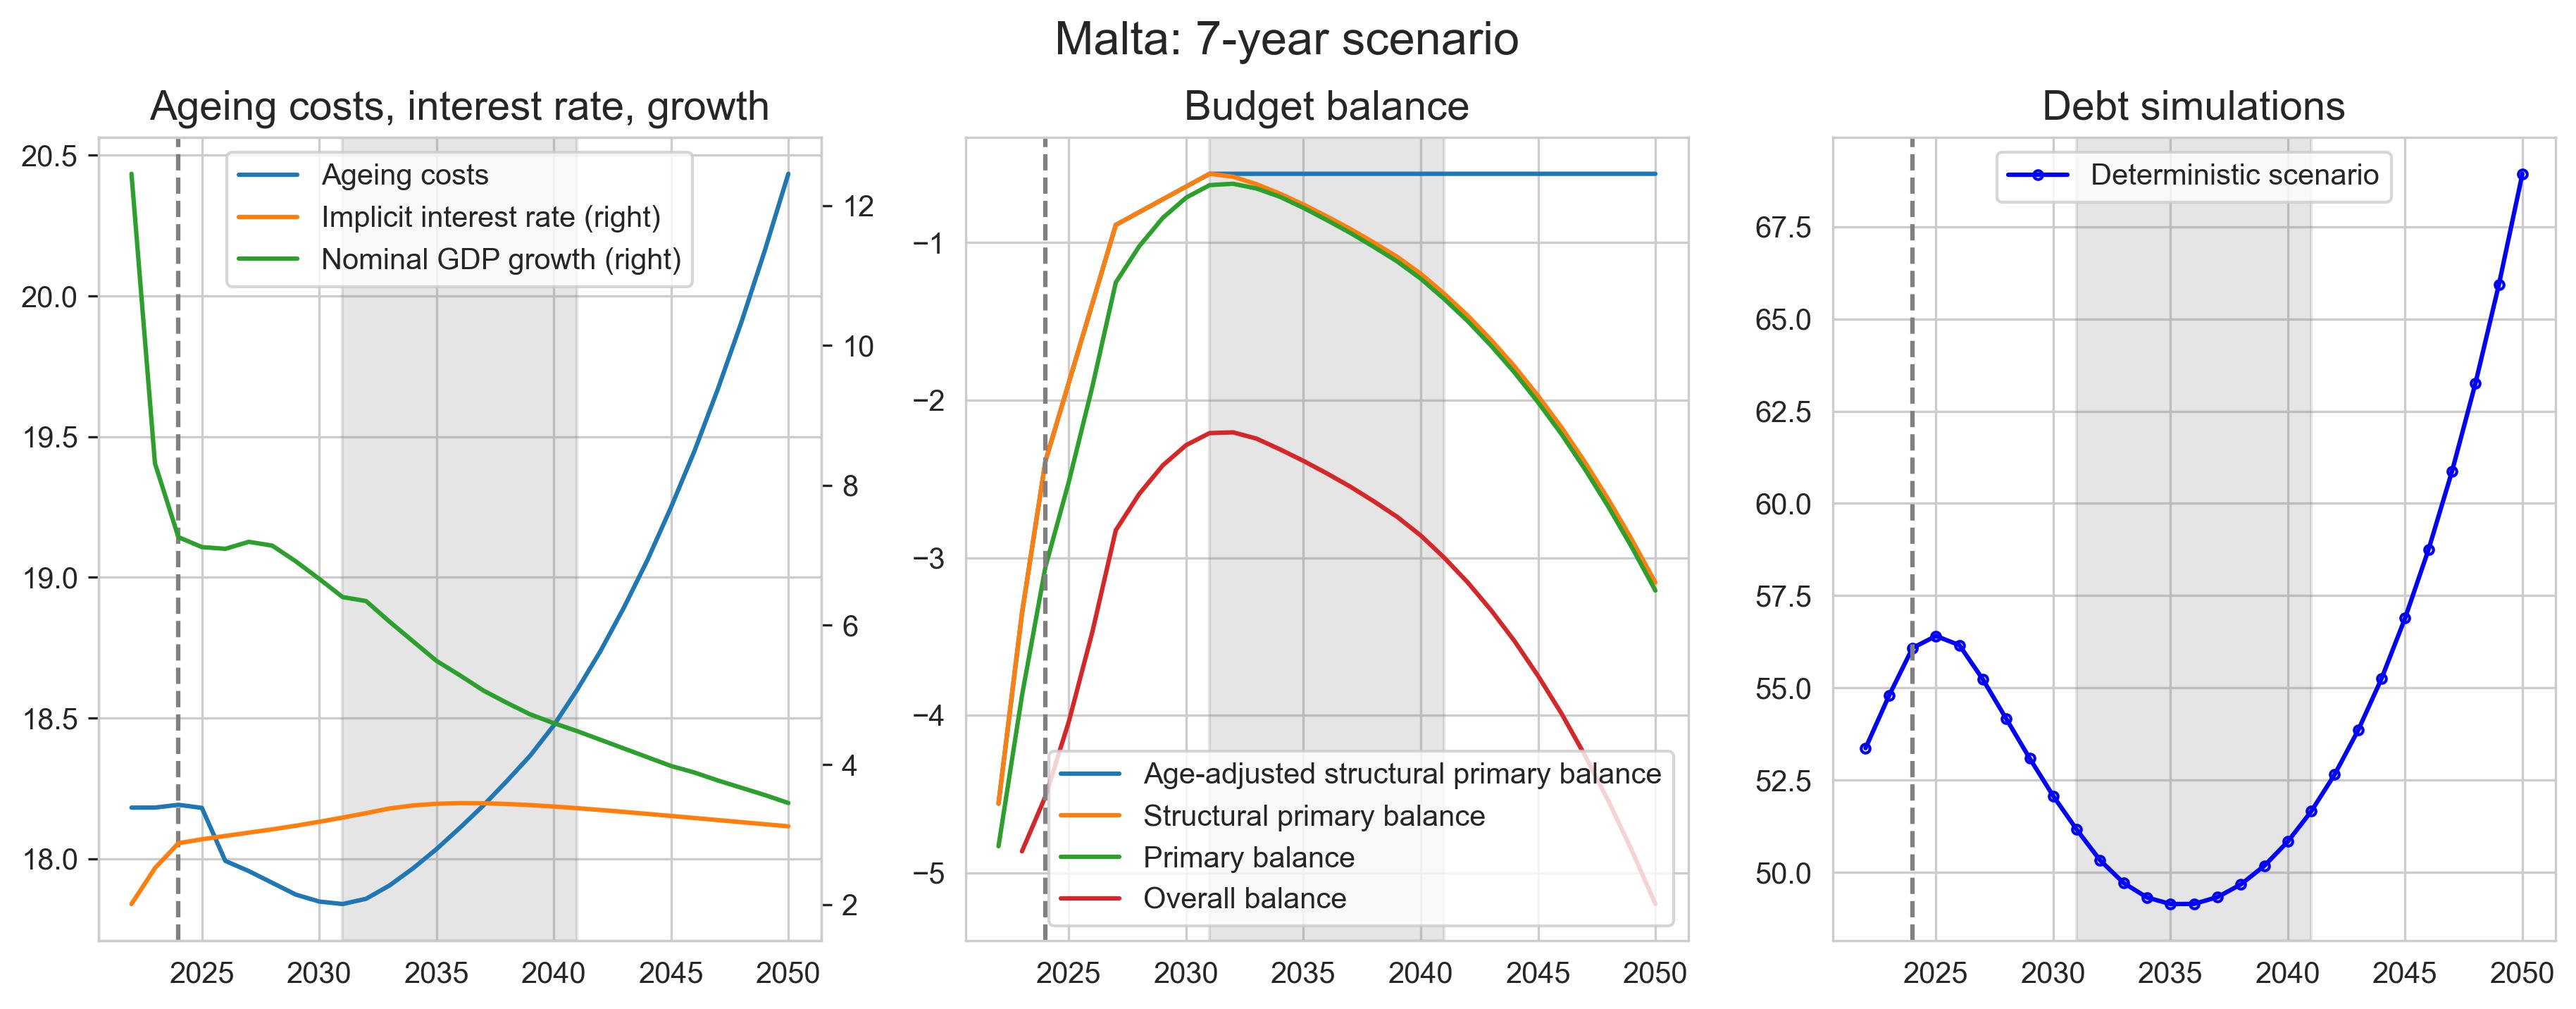 Malta: 7-year scenario
Ageing costs, interest rate, growth
20.5
20.0
19.5
19.0
18.5
18.0
12
10
8
6
4
2
Ageing costs
Implicit interest rate (right)
Nominal GDP growth (right)
2025 2030 2035 2040 2045 2050
Budget balance
−1
−2
−3
−4
−5
Age-adjusted structural primary balance
Structural primary balance
Primary balance
Overall balance
2025 2030 2035 2040 2045 2050
Debt simulations
67.5
65.0
62.5
60.0
57.5
55.0
52.5
50.0
Deterministic scenario
2025 2030 2035 2040 2045 2050